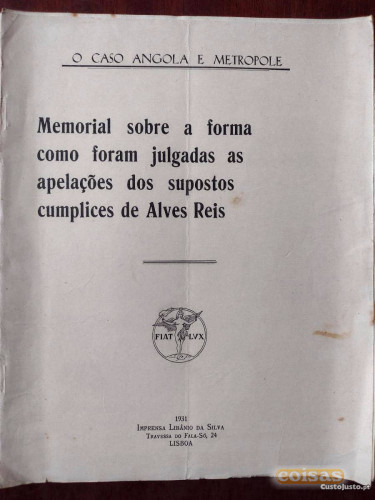 O CASO ANGOLA E METROPOLE
Memorial sobre a forma
como foram julgadas as
apelações dos supostos
cumplices de Alves Reis
FIAT LVX
1931
IMPRENSA LIBÂNIO DA SILVA
TRAVESSA DO FALA-SÓ, 24
LISBOA
coisas
Custojusto.pt